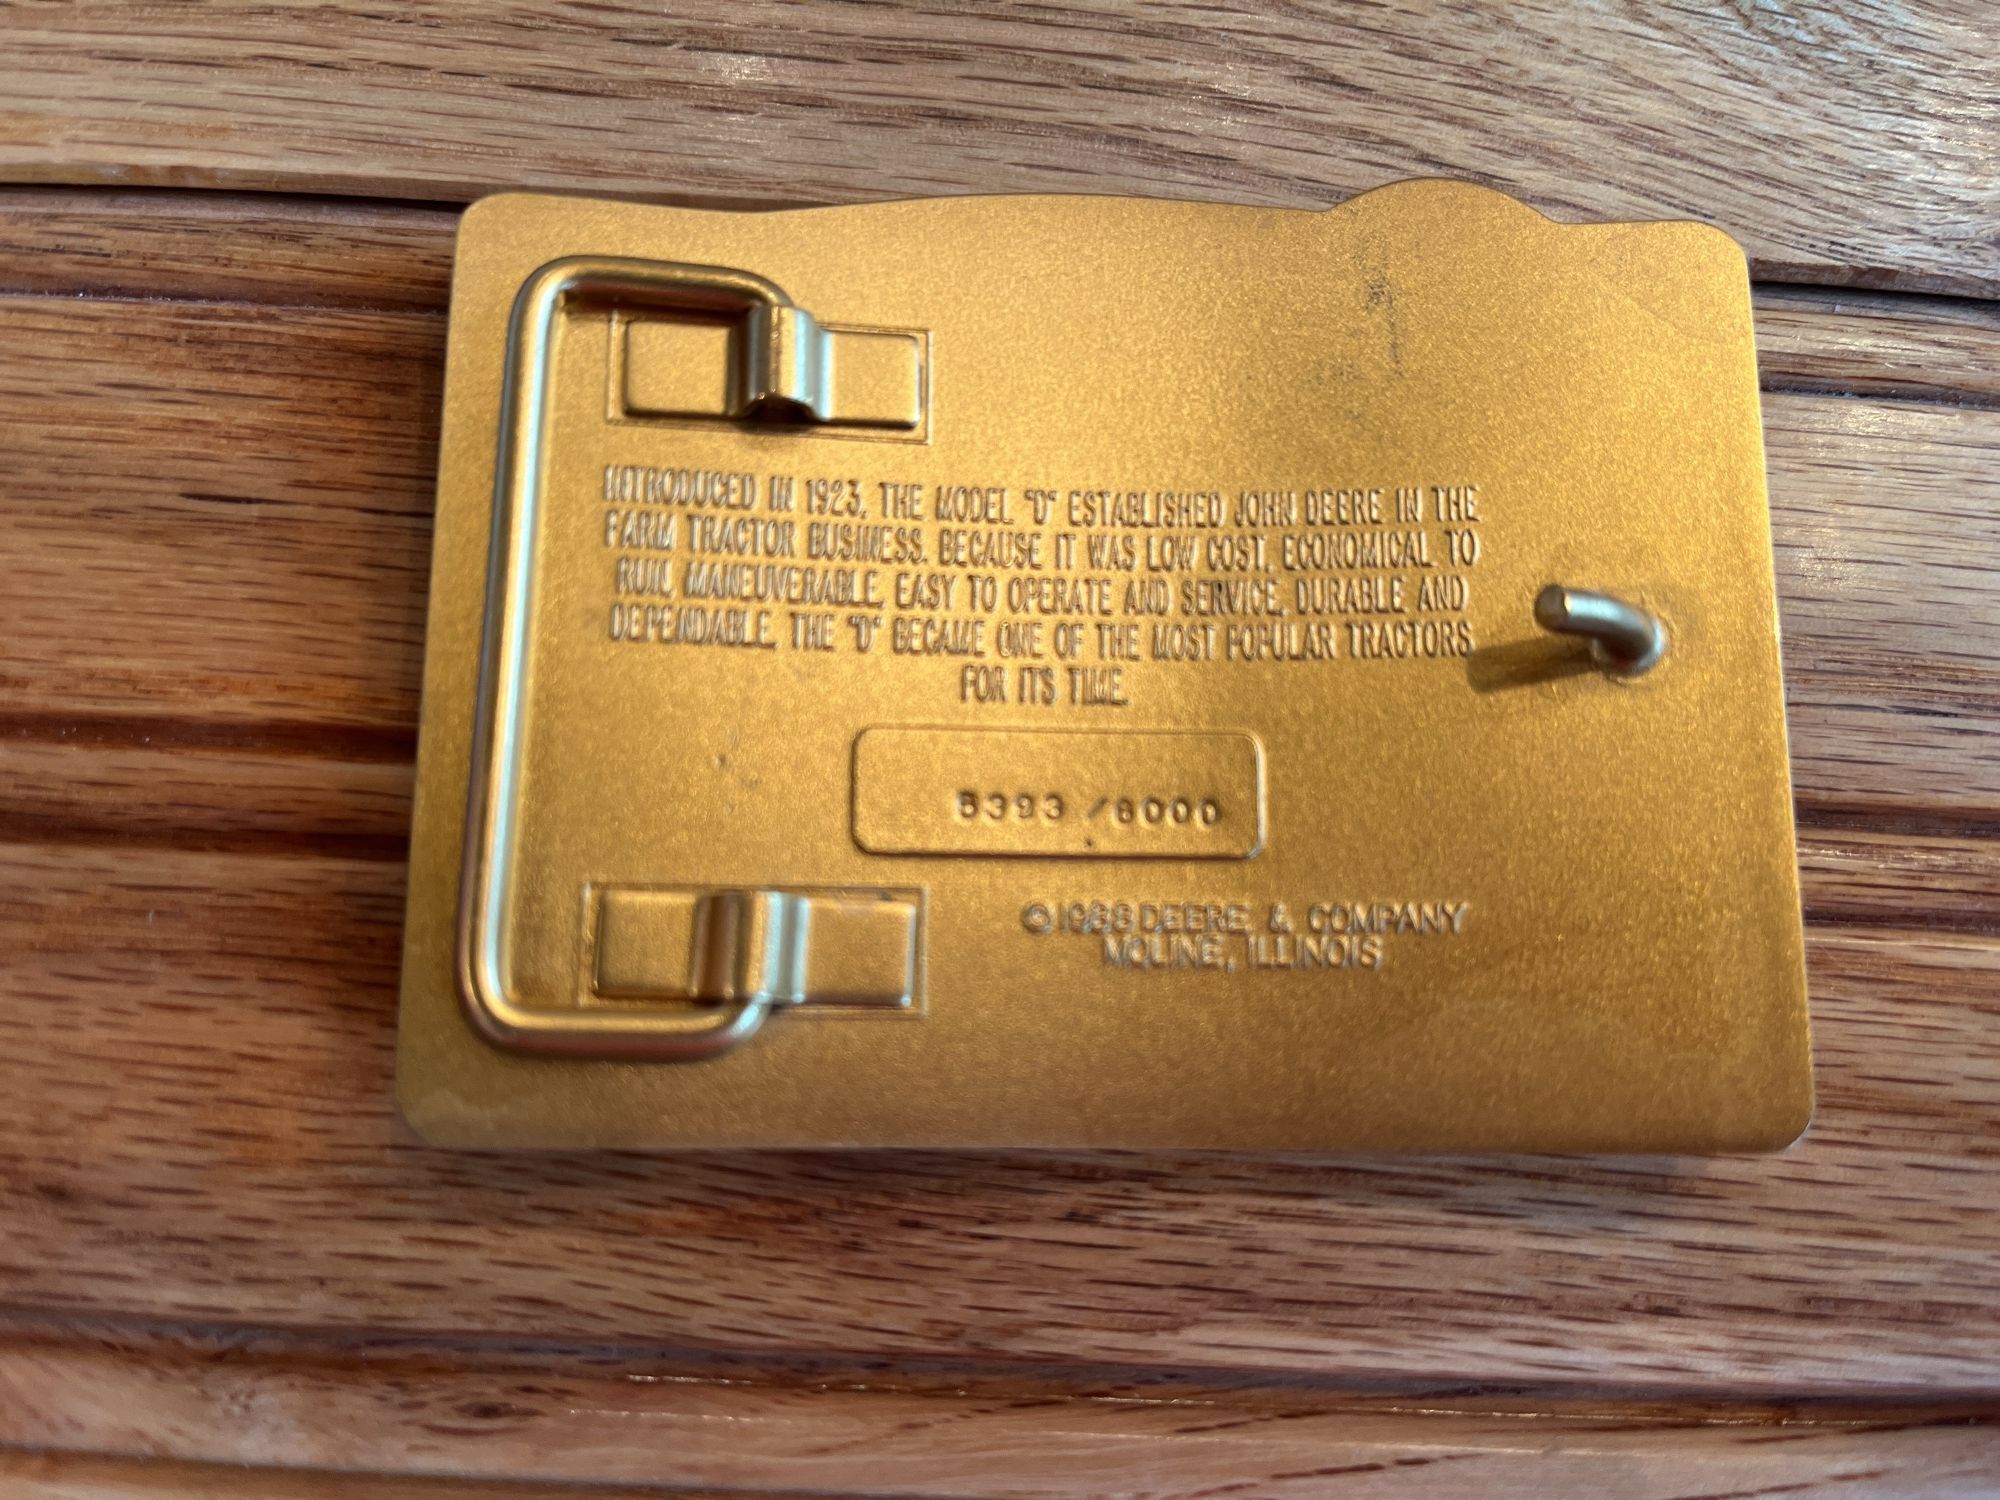 INTRODUCED IN 1923, THE MODEL "D" ESTABLISHED JOHN DEERE IN THE
FARM TRACTOR BUSINESS. BECAUSE IT WAS LOW COST, ECONOMICAL TO
RUN, MANEUVERABLE, EASY TO OPERATE AND SERVICE, DURABLE AND
DEPENDABLE, THE "D" BECAME ONE OF THE MOST POPULAR TRACTORS
FOR ITS TIME.
5393 /6000
©1988 DEERE & COMPANY
MOLINE, ILLINOIS